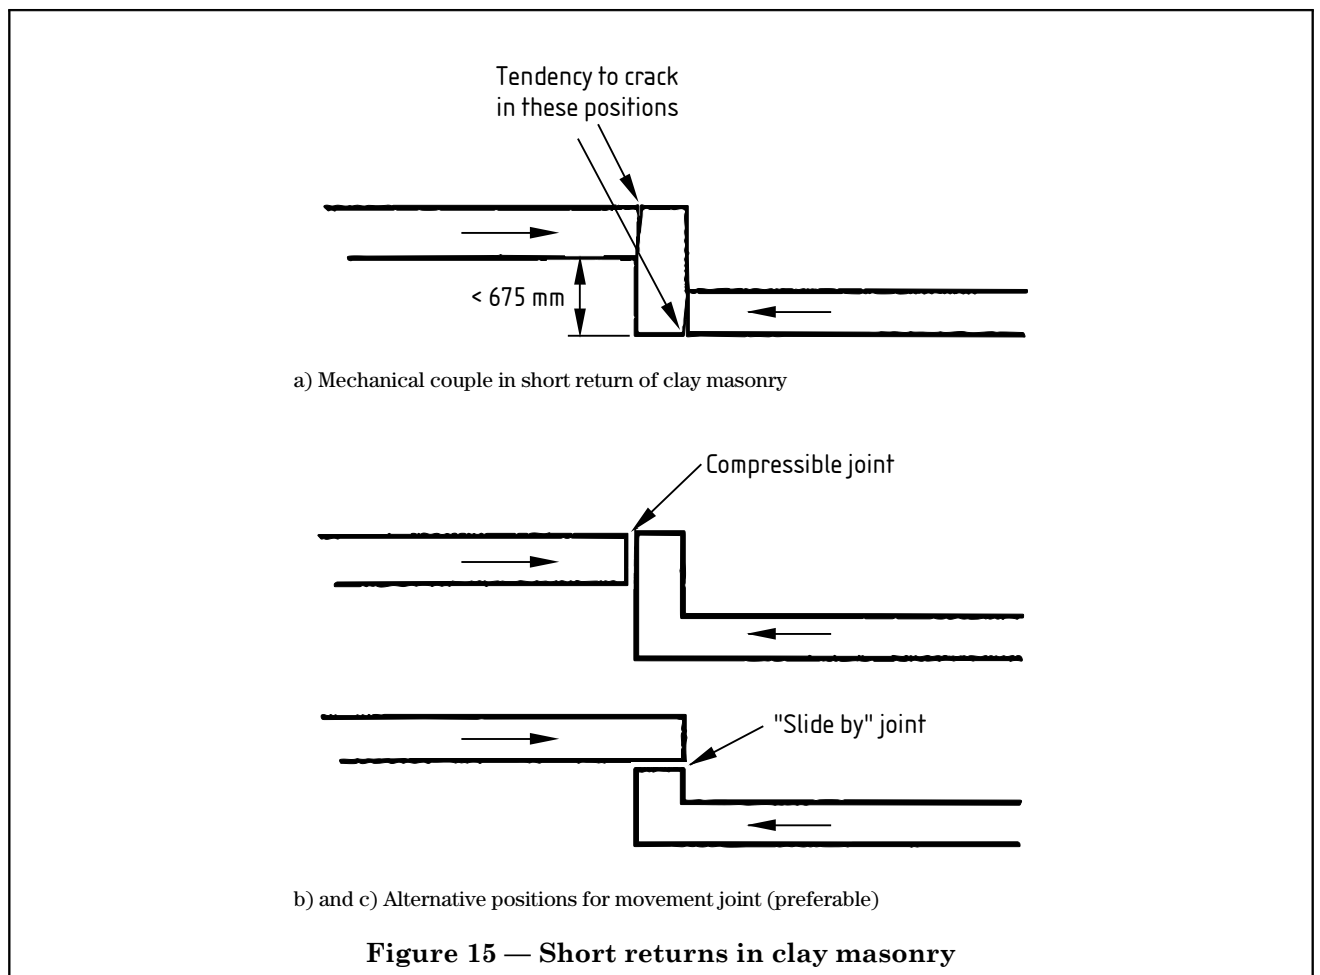 Tendency to crack
in these positions
< 675 mm
a) Mechanical couple in short return of clay masonry
Compressible joint
"Slide by" joint
b) and c) Alternative positions for movement joint (preferable)
Figure 15 — Short returns in clay masonry